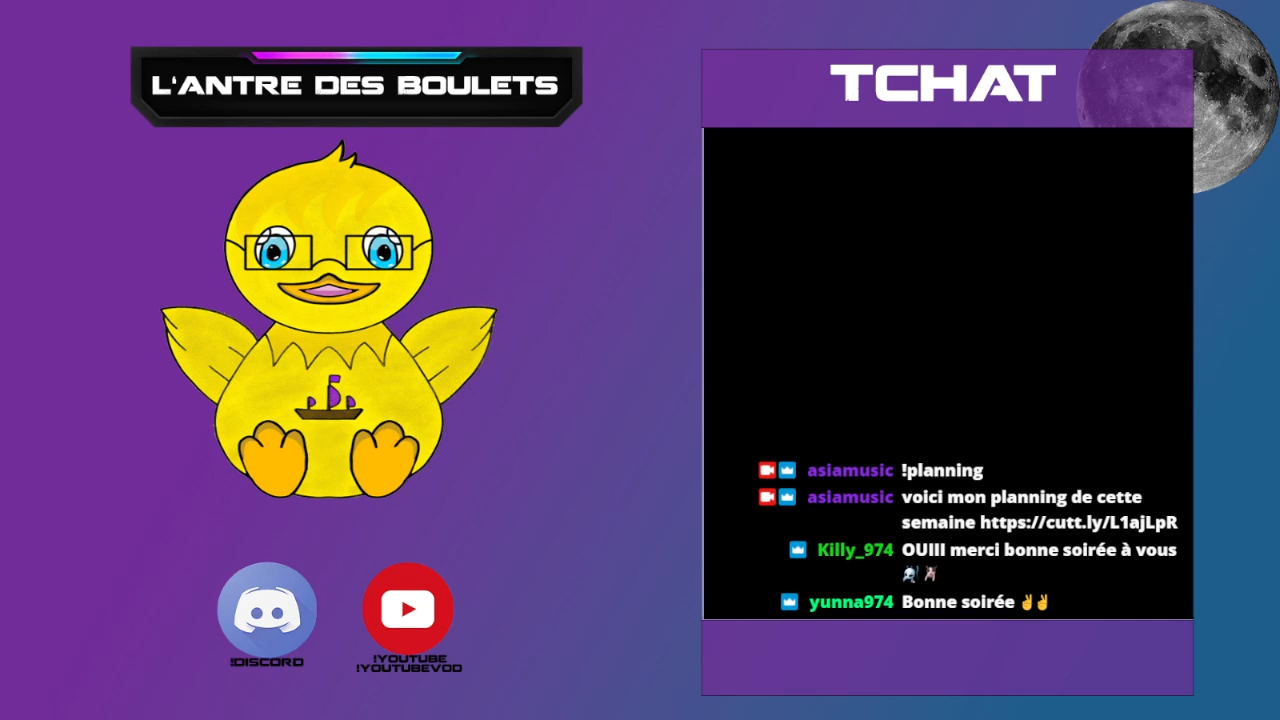 L'ANTRE DES BOULETS
TCHAT
asiamusic !planning
asiamusic voici mon planning de cette
semaine https://cutt.ly/L1ajLpR
Killy_974 OUIII merci bonne soirée à vous
yunna974 Bonne soirée ✌✌
!DISCORD
!YOUTUBE
!YOUTUBEVOD